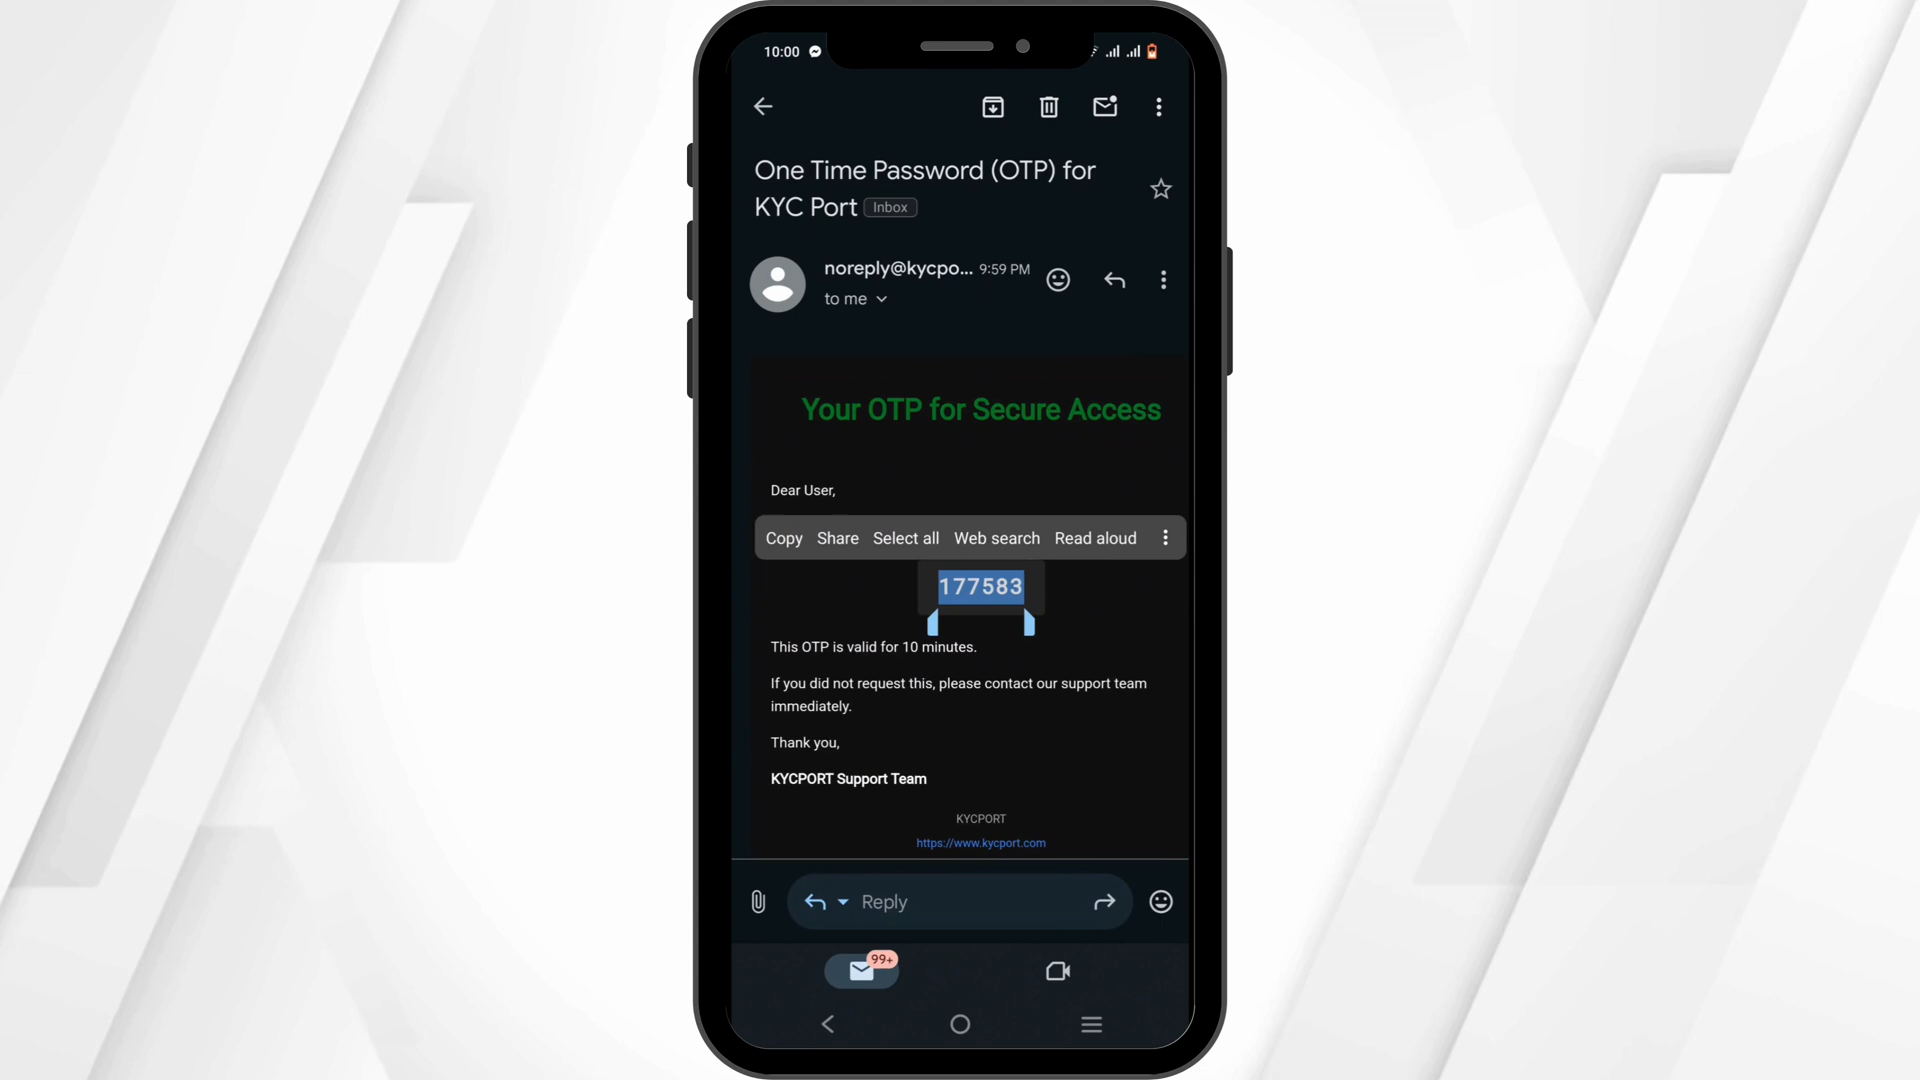 10:00
One Time Password (OTP) for
KYC Port Inbox
noreply@kycpo... 9:59 PM
to me
Your OTP for Secure Access
Dear User,
Copy Share Select all Web search Read aloud
177583
This OTP is valid for 10 minutes.
If you did not request this, please contact our support team
immediately.
Thank you,
KYCPORT Support Team
KYCPORT
https://www.kycport.com
Reply
99+